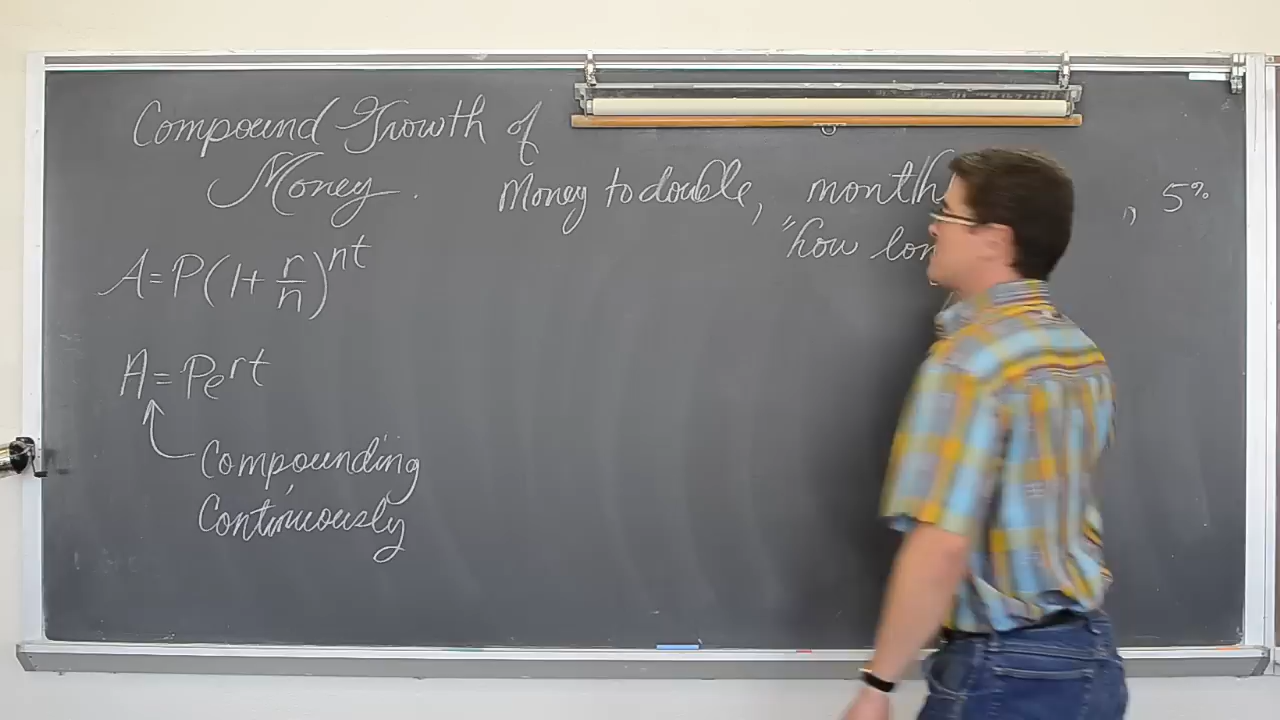 Compound Growth of
Money.
Money to double, month , 5%
"how lon
A=P(1+r/n)^nt
A=Pe^rt
Compounding
Continuously